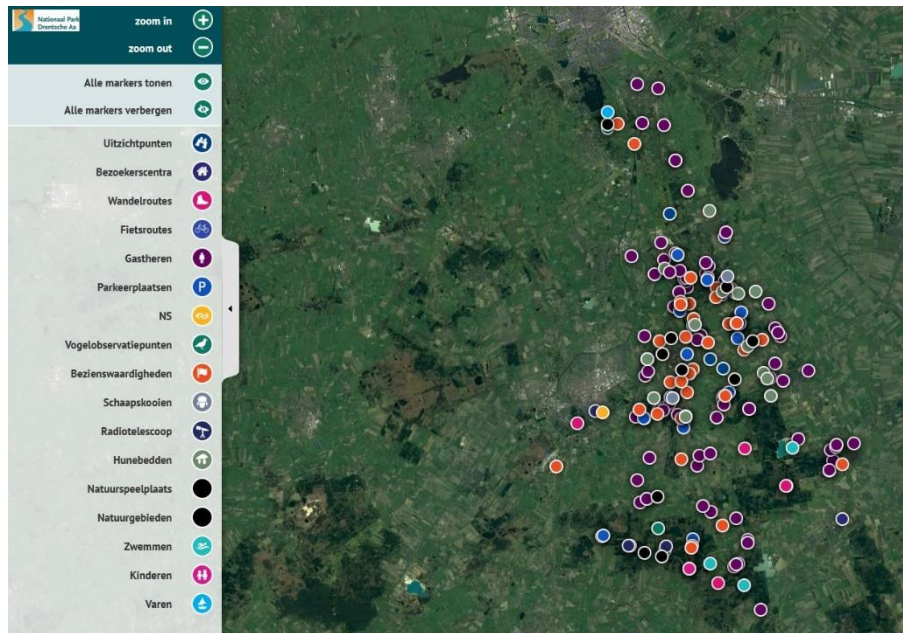 Nationaal Park
Drentsche Aa
zoom in
zoom out
Alle markers tonen
Alle markers verbergen
Uitzichtpunten
Bezoekerscentra
Wandelroutes
Fietsroutes
Gastheren
Parkeerplaatsen
P
NS
Vogelobservatiepunten
Bezienswaardigheden
Schaapskooien
Radiotelescoop
Hunebedden
Natuurspeelplaats
Natuurgebieden
Zwemmen
Kinderen
Varen